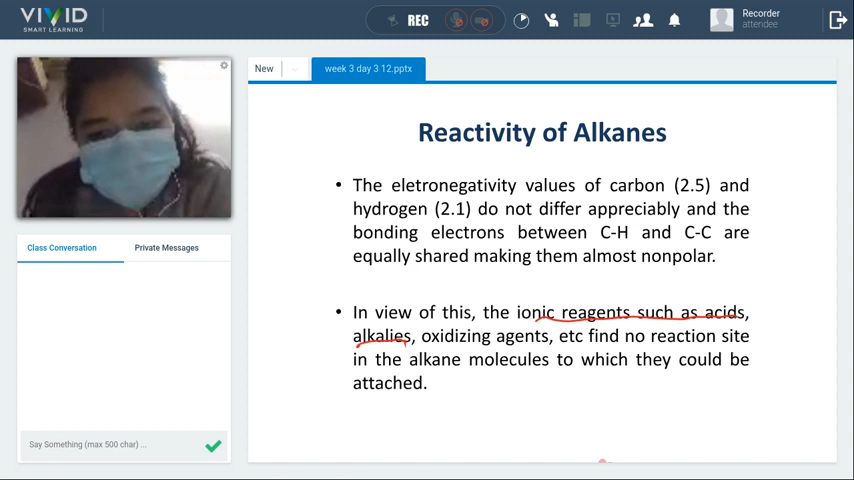 VIVID
SMART LEARNING
REC
Recorder
attendee
New
week 3 day 3 12.pptx
Class Conversation
Private Messages
Say Something (max 500 char) ...
Reactivity of Alkanes
• The eletronegativity values of carbon (2.5) and
hydrogen (2.1) do not differ appreciably and the
bonding electrons between C-H and C-C are
equally shared making them almost nonpolar.
• In view of this, the ionic reagents such as acids,
alkalies, oxidizing agents, etc find no reaction site
in the alkane molecules to which they could be
attached.